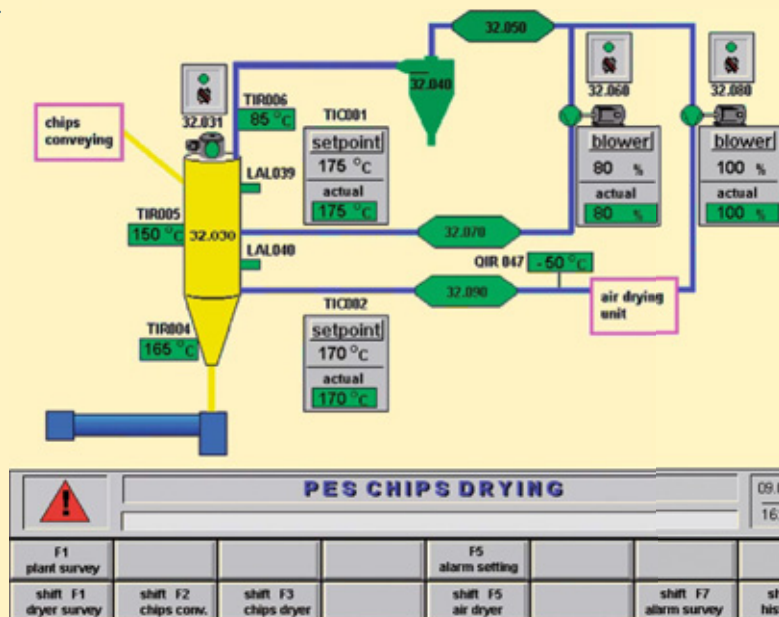 32.050
32.040
32.060
32.080
32.031
TIR006
85 °C
TIC001
setpoint
175 °C
actual
175 °C
blower
80 %
actual
80 %
blower
100 %
actual
100 %
chips
conveying
LAL039
TIR005
150 °C
32.030
32.070
LAL040
QIR 047
-50 °C
32.090
air drying
unit
TIC002
setpoint
170 °C
actual
170 °C
TIR004
165 °C
!
PES CHIPS DRYING
F1
plant survey
F5
alarm setting
shift F1
dryer survey
shift F2
chips conv.
shift F3
chips dryer
shift F5
air dryer
shift F7
alarm survey